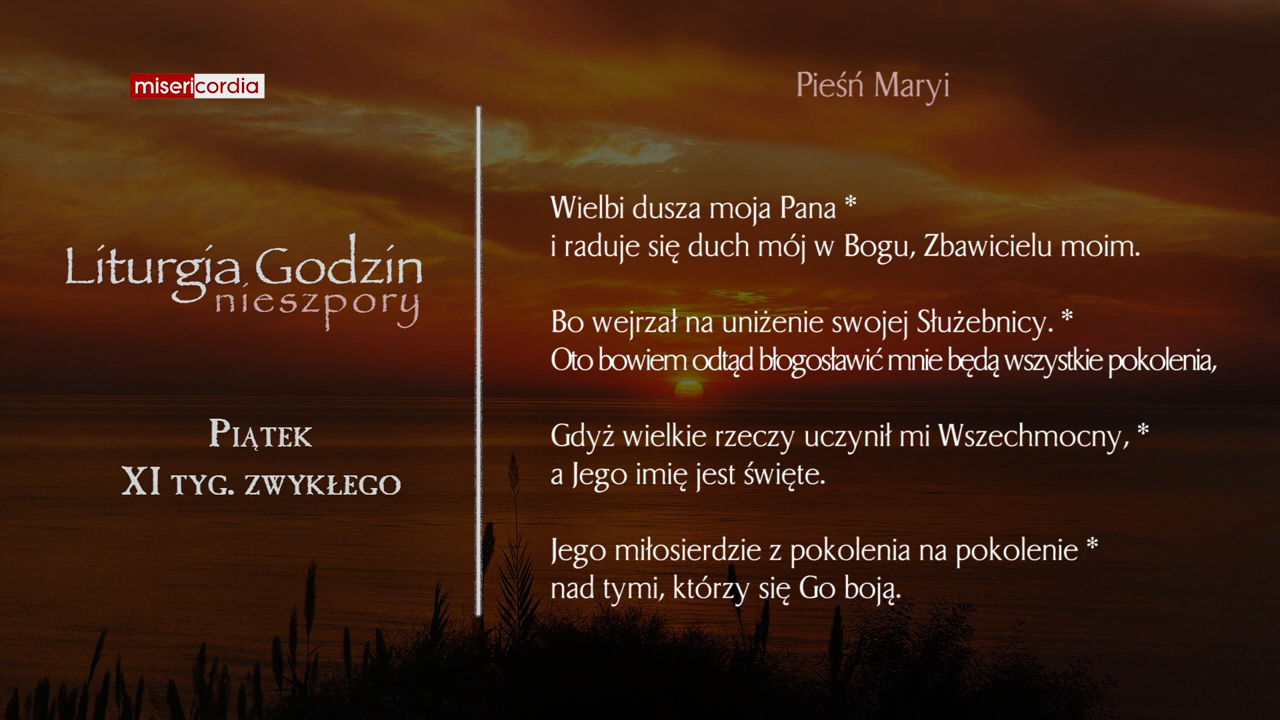 misericordia
Liturgia Godzin
nieszpory
Piątek
XI tyg. zwykłego
Pieśń Maryi
Wielbi dusza moja Pana *
i raduje się duch mój w Bogu, Zbawicielu moim.
Bo wejrzał na uniżenie swojej Służebnicy. *
Oto bowiem odtąd błogosławić mnie będą wszystkie pokolenia,
Gdyż wielkie rzeczy uczynił mi Wszechmocny, *
a Jego imię jest święte.
Jego miłosierdzie z pokolenia na pokolenie *
nad tymi, którzy się Go boją.